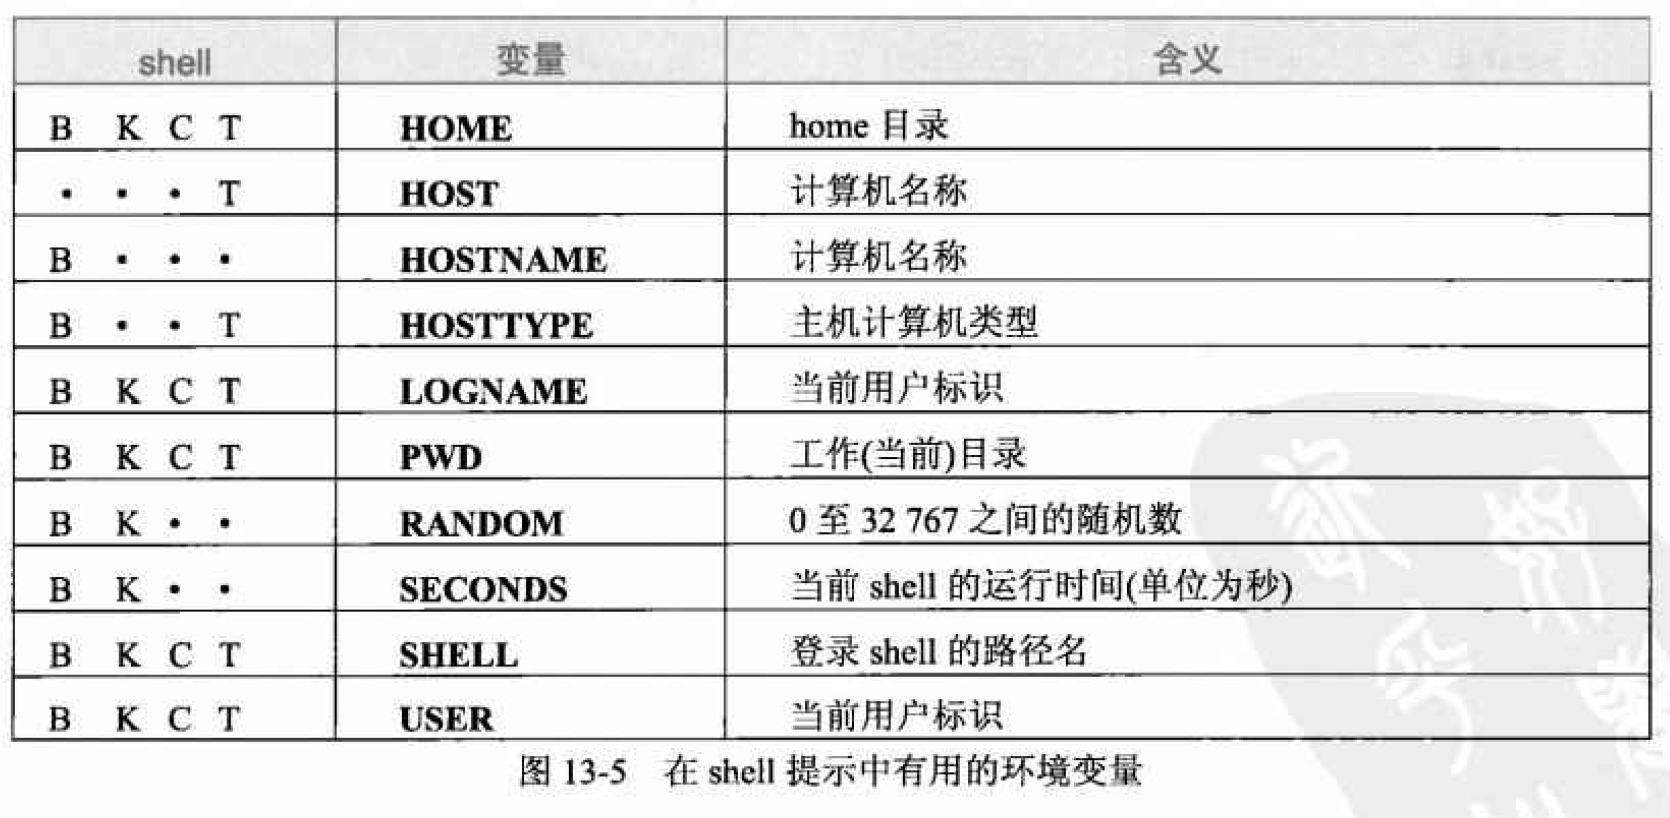 shell 变量 含义
B K C T HOME home 目录
· · · T HOST 计算机名称
B · · · HOSTNAME 计算机名称
B · · T HOSTTYPE 主机计算机类型
B K C T LOGNAME 当前用户标识
B K C T PWD 工作(当前)目录
B K · · RANDOM 0 至 32 767 之间的随机数
B K · · SECONDS 当前 shell 的运行时间(单位为秒)
B K C T SHELL 登录 shell 的路径名
B K C T USER 当前用户标识
图 13-5 在 shell 提示中有用的环境变量